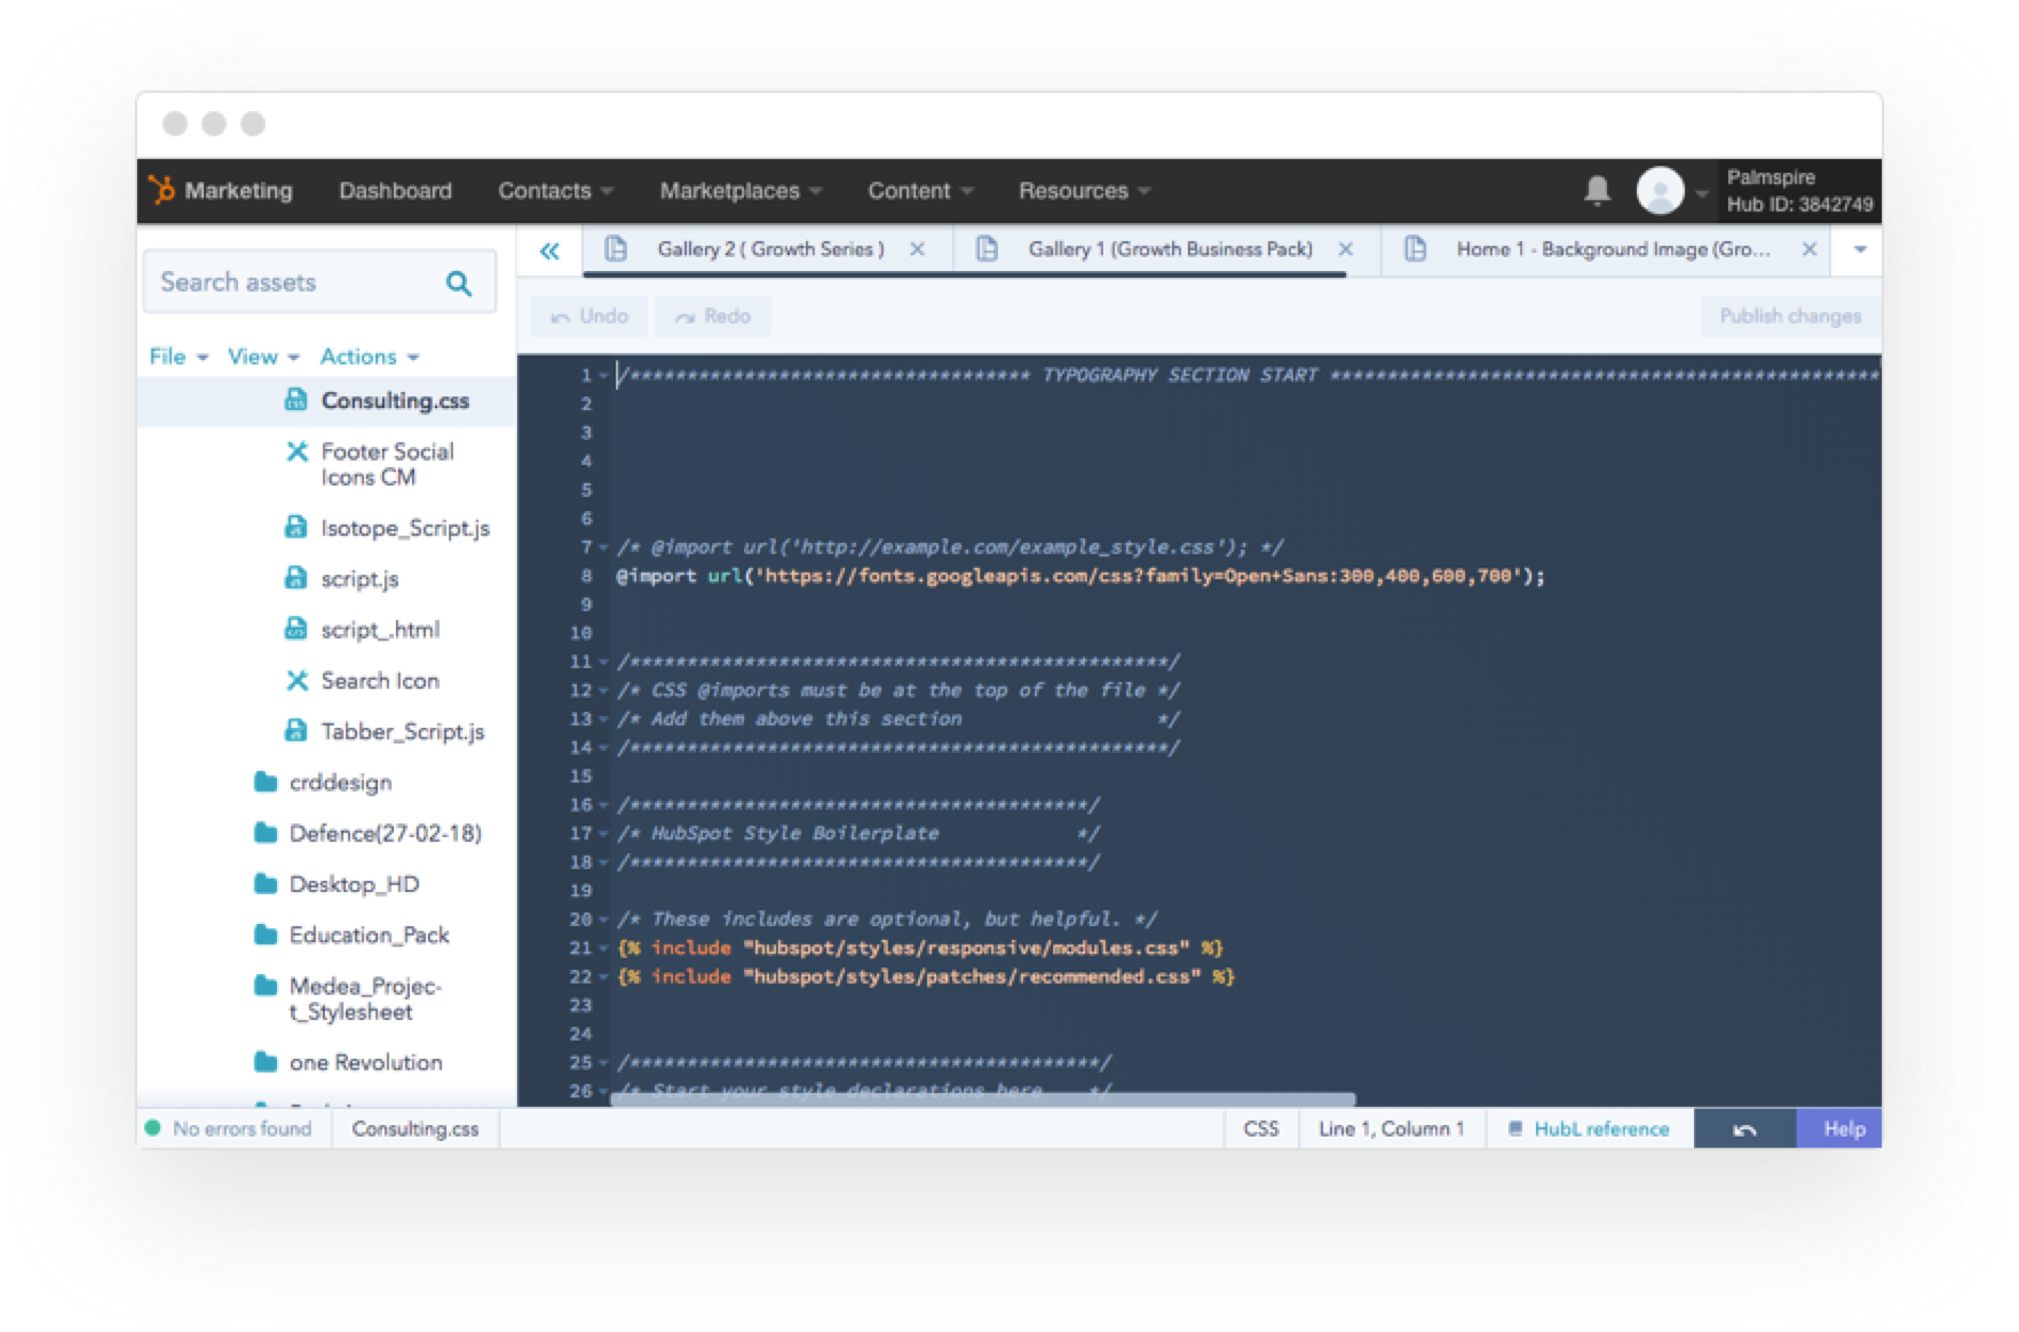 Marketing Dashboard Contacts Marketplaces Content Resources
Palmspire
Hub ID: 3842749
Gallery 2 ( Growth Series ) Gallery 1 (Growth Business Pack) Home 1 - Background Image (Gro...
Search assets
Undo Redo Publish changes
File View Actions
Consulting.css
Footer Social
Icons CM
Isotope_Script.js
script.js
script_.html
Search Icon
Tabber_Script.js
crddesign
Defence(27-02-18)
Desktop_HD
Education_Pack
Medea_Projec-
t_Stylesheet
one Revolution
1 /*********************************** TYPOGRAPHY SECTION START ************************************************
2
3
4
5
6
7 /* @import url('http://example.com/example_style.css'); */
8 @import url('https://fonts.googleapis.com/css?family=Open+Sans:300,400,600,700');
9
10
11 /***********************************************/
12 /* CSS @imports must be at the top of the file */
13 /* Add them above this section */
14 /***********************************************/
15
16 /****************************************/
17 /* HubSpot Style Boilerplate */
18 /****************************************/
19
20 /* These includes are optional, but helpful. */
21 {% include "hubspot/styles/responsive/modules.css" %}
22 {% include "hubspot/styles/patches/recommended.css" %}
23
24
25 /*****************************************/
26 /* Start your style declarations here */
No errors found Consulting.css CSS Line 1, Column 1 HubL reference Help